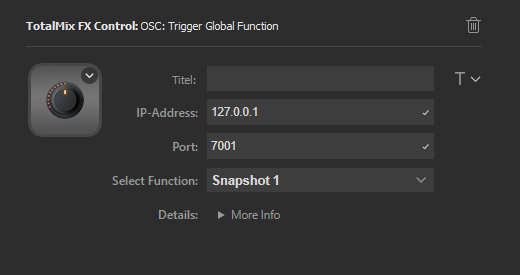 TotalMix FX Control: OSC: Trigger Global Function
Titel:
T
IP-Address: 127.0.0.1
Port: 7001
Select Function: Snapshot 1
Details: More Info